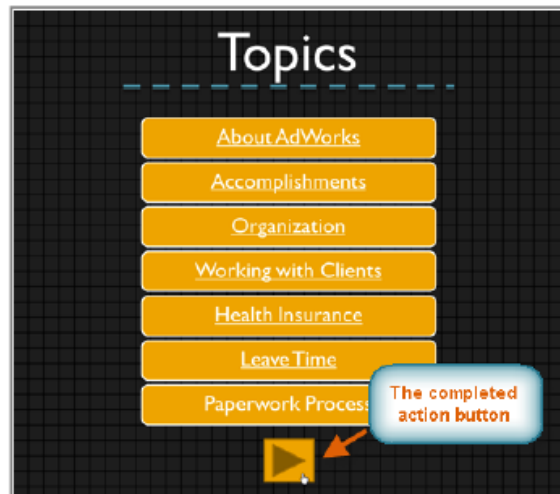 Topics
About AdWorks
Accomplishments
Organization
Working with Clients
Health Insurance
Leave Time
Paperwork Process
The completed
action button